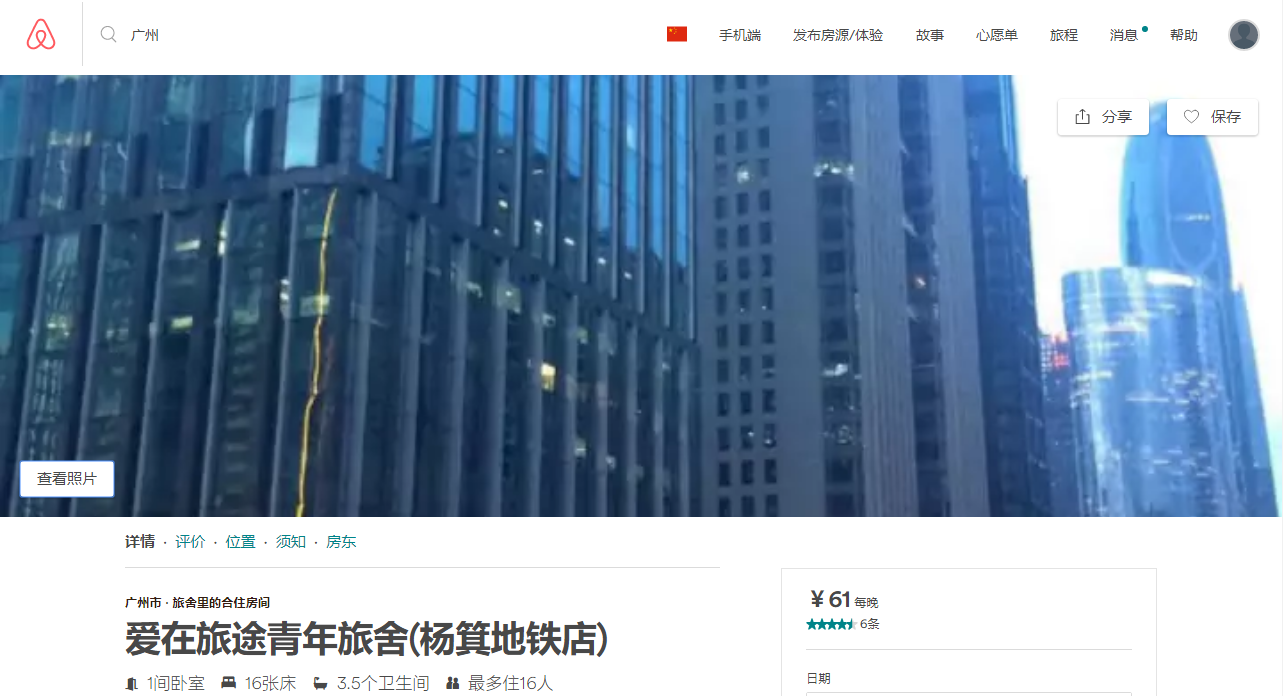 广州
手机端 发布房源/体验 故事 心愿单 旅程 消息 帮助
分享 保存
查看照片
详情 · 评价 · 位置 · 须知 · 房东
广州市 · 旅舍里的合住房间
爱在旅途青年旅舍(杨箕地铁店)
1间卧室 16张床 3.5个卫生间 最多住16人
¥ 61 每晚
6条
日期